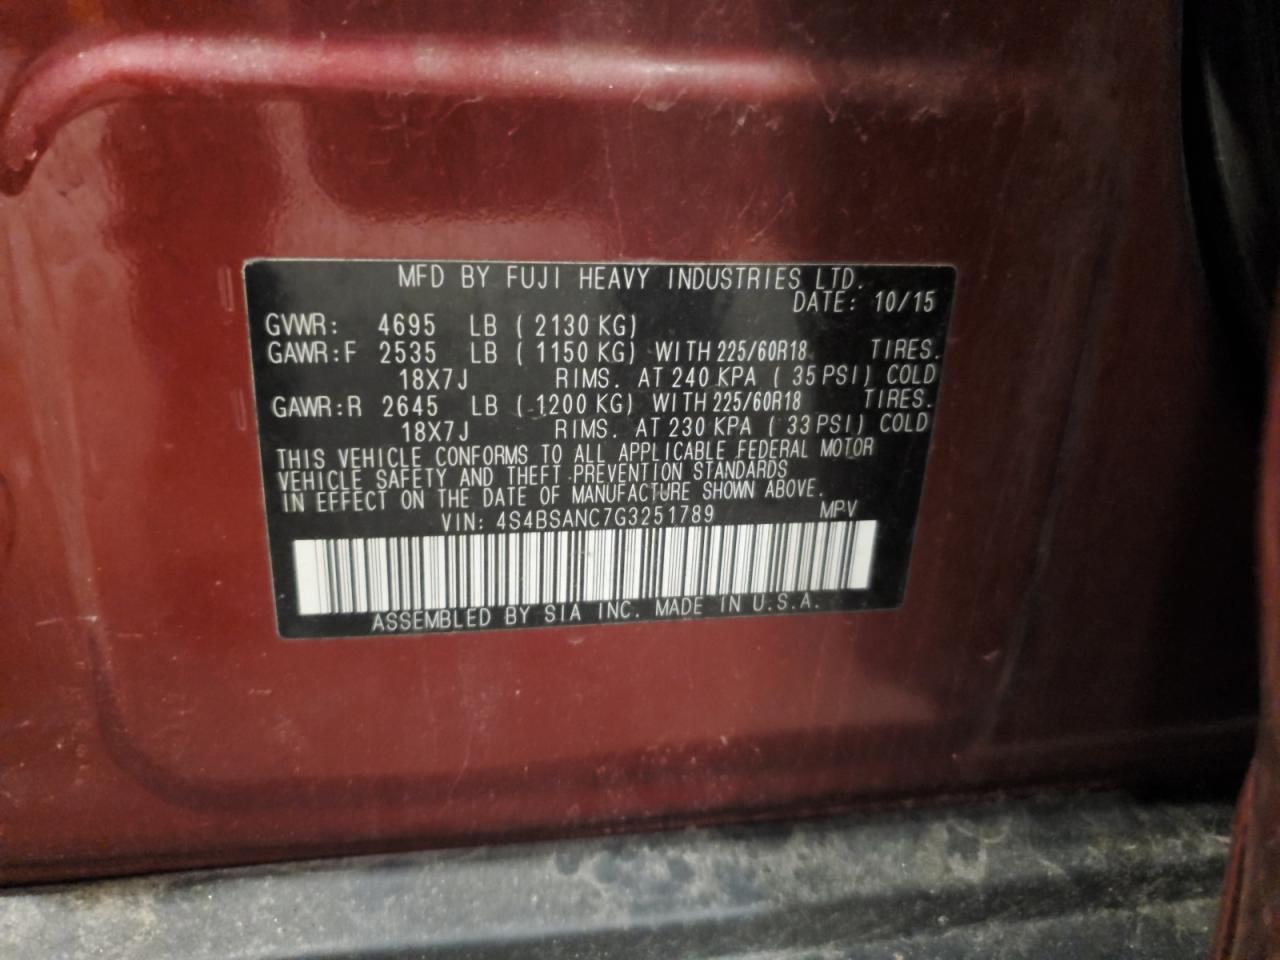 MFD BY FUJI HEAVY INDUSTRIES LTD.
DATE: 10/15
GVWR: 4695 LB ( 2130 KG)
GAWR:F 2535 LB ( 1150 KG) WITH 225/60R18 TIRES.
18X7J RIMS. AT 240 KPA ( 35 PSI) COLD
GAWR:R 2645 LB ( 1200 KG) WITH 225/60R18 TIRES.
18X7J RIMS. AT 230 KPA ( 33 PSI) COLD
THIS VEHICLE CONFORMS TO ALL APPLICABLE FEDERAL MOTOR
VEHICLE SAFETY AND THEFT PREVENTION STANDARDS
IN EFFECT ON THE DATE OF MANUFACTURE SHOWN ABOVE.
VIN: 4S4BSANC7G3251789 MPV
ASSEMBLED BY SIA INC. MADE IN U.S.A.